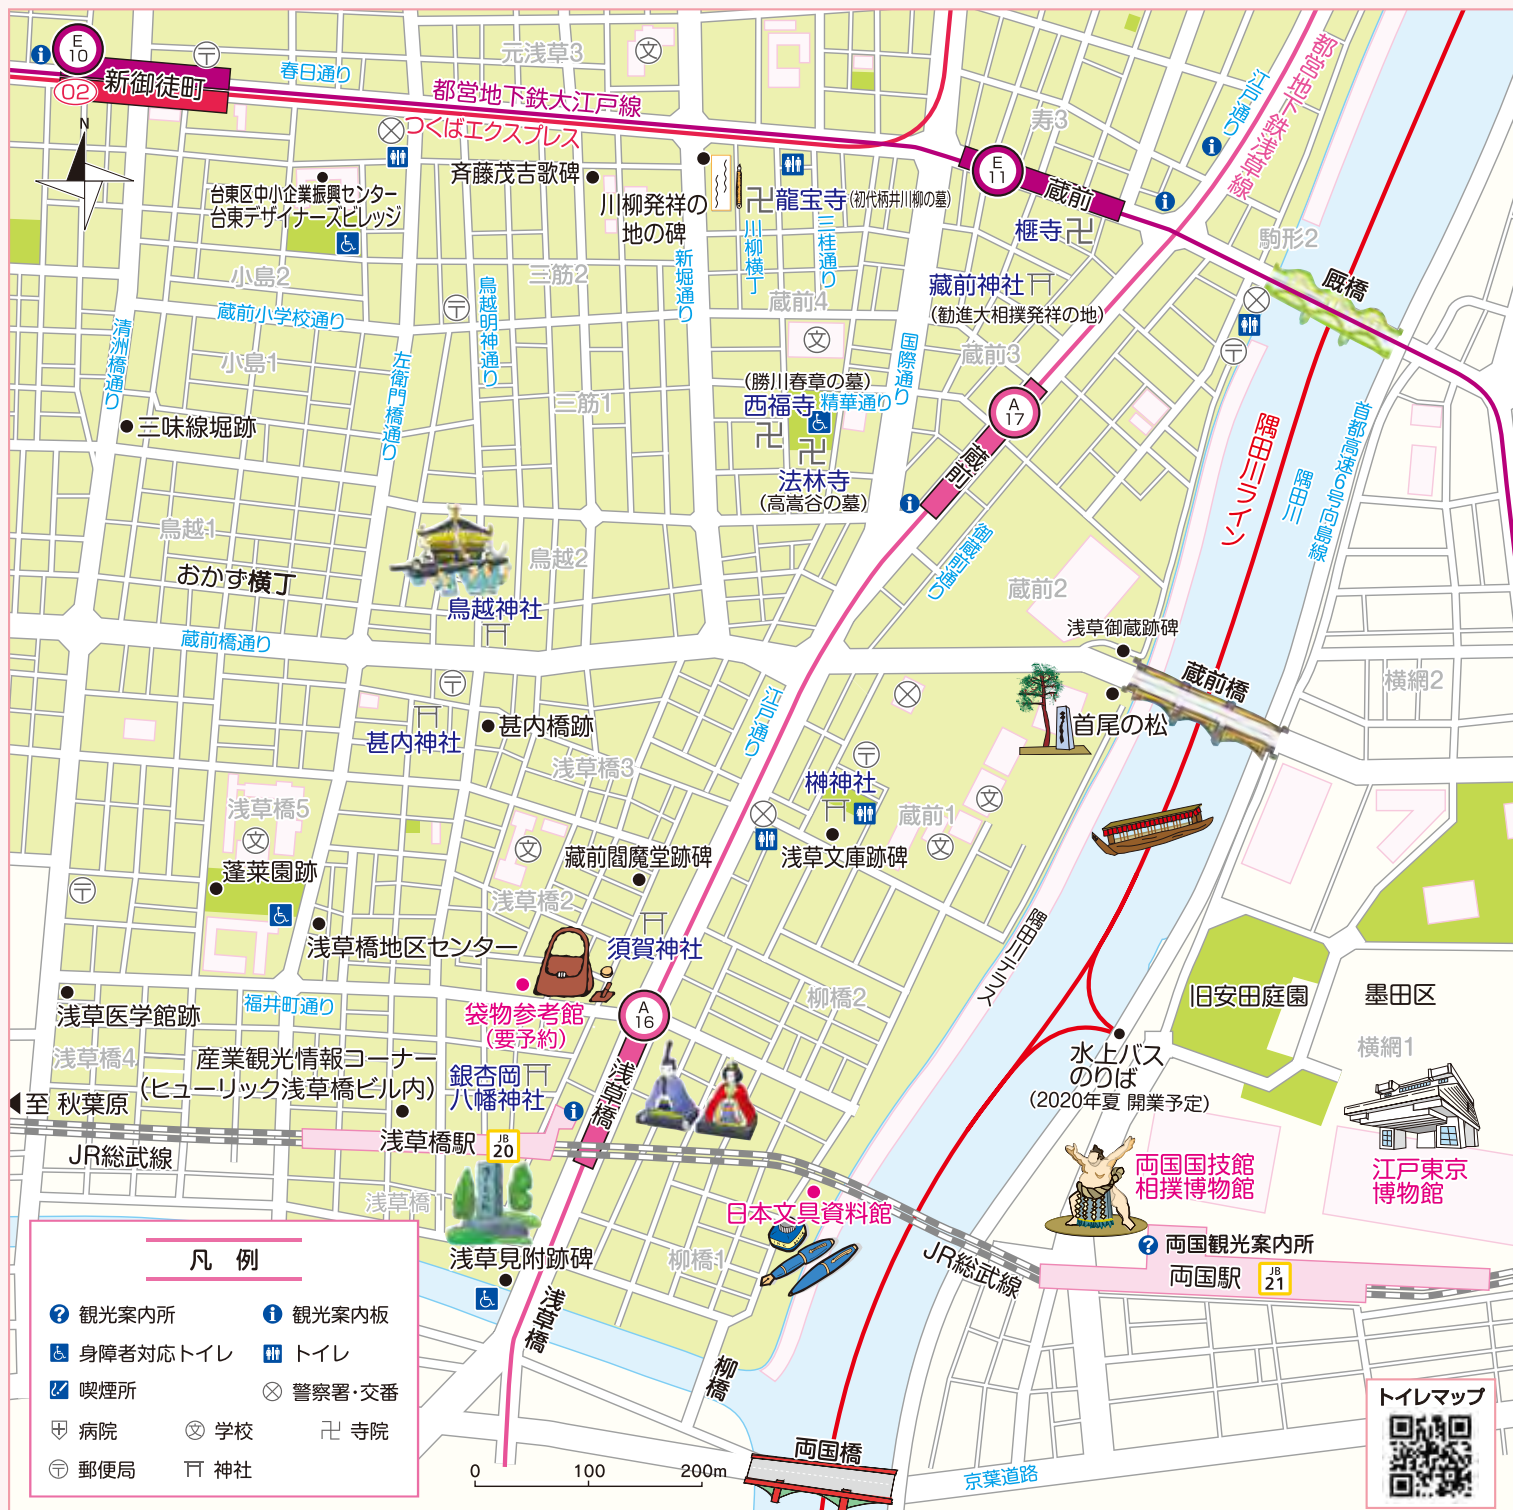 E
10
新御徒町
02
春日通り
元浅草3
都営地下鉄大江戸線
つくばエクスプレス
N
斉藤茂吉歌碑
台東区中小企業振興センター
台東デザイナーズビレッジ
川柳発祥の
地の碑
龍宝寺(初代柄井川柳の墓)
川柳横丁
三桂通り
新堀通り
寿3
江戸通り
都営地下鉄浅草線
E
11
蔵前
榧寺
駒形2
厩橋
蔵前神社
(勧進大相撲発祥の地)
蔵前3
小島2
三筋2
蔵前4
蔵前小学校通り
鳥越明神通り
清洲橋通り
小島1
左衛門橋通り
国際通り
三筋1
(勝川春章の墓)
西福寺
精華通り
法林寺
(高嵩谷の墓)
A
17
蔵前
三味線堀跡
隅田川ライン
隅田川
首都高速6号向島線
御蔵前通り
鳥越1
おかず横丁
鳥越2
鳥越神社
蔵前2
浅草御蔵跡碑
蔵前橋通り
蔵前橋
横網2
首尾の松
江戸通り
甚内神社
甚内橋跡
浅草橋3
榊神社
浅草文庫跡碑
蔵前1
浅草橋5
蓬莱園跡
蔵前閻魔堂跡碑
浅草橋2
浅草橋地区センター
須賀神社
隅田川テラス
柳橋2
旧安田庭園
墨田区
横網1
浅草医学館跡
福井町通り
袋物参考館
(要予約)
A
16
浅草橋4
産業観光情報コーナー
(ヒューリック浅草橋ビル内)
銀杏岡
八幡神社
浅草橋
水上バス
のりば
(2020年夏 開業予定)
至 秋葉原
浅草橋駅
JB
20
JR総武線
浅草橋1
両国国技館
相撲博物館
江戸東京
博物館
日本文具資料館
両国観光案内所
両国駅
JB
21
JR総武線
浅草見附跡碑
柳橋1
浅草橋
柳橋
両国橋
京葉道路
凡 例
観光案内所
観光案内板
身障者対応トイレ
トイレ
喫煙所
警察署・交番
病院
文 学校
寺院
郵便局
神社
0 100 200m
トイレマップ